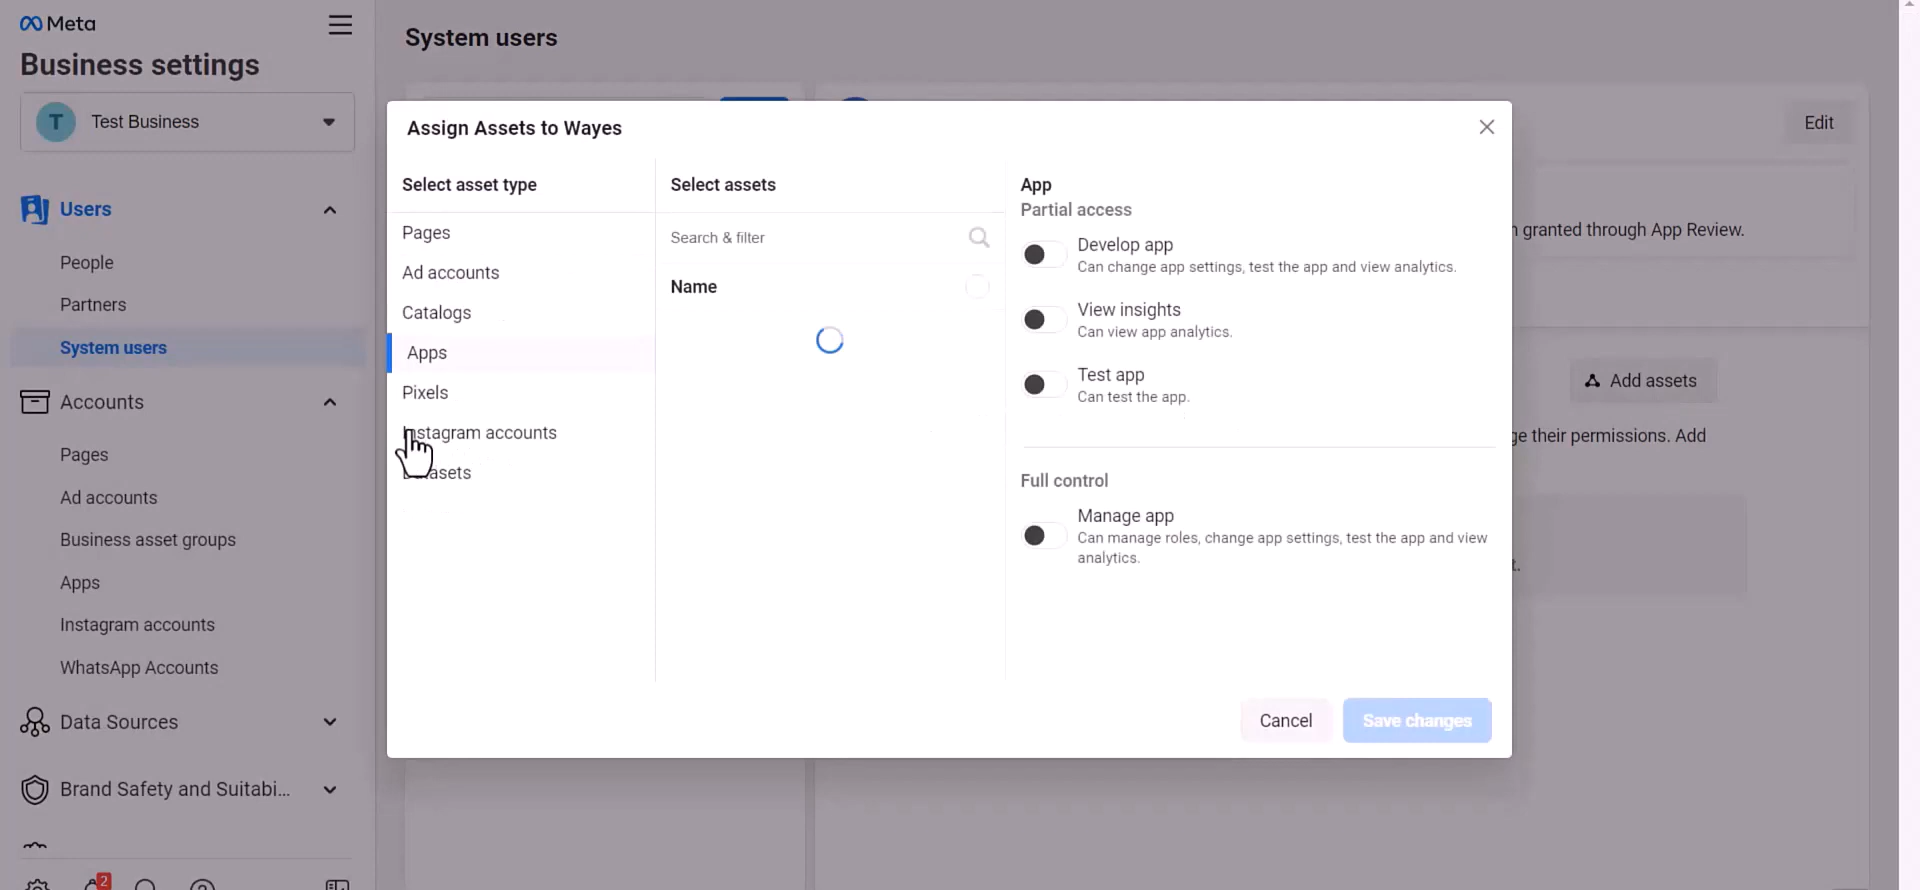 Meta
Business settings
T
Test Business
Users
People
Partners
System users
Accounts
Pages
Ad accounts
Business asset groups
Apps
Instagram accounts
WhatsApp Accounts
Data Sources
Brand Safety and Suitabi...
2
System users
Edit
n granted through App Review.
Add assets
ge their permissions. Add
t.
Assign Assets to Wayes
Select asset type
Pages
Ad accounts
Catalogs
Apps
Pixels
Instagram accounts
Select assets
Search & filter
Name
App
Partial access
Develop app
Can change app settings, test the app and view analytics.
View insights
Can view app analytics.
Test app
Can test the app.
Full control
Manage app
Can manage roles, change app settings, test the app and view
analytics.
Cancel
Save changes